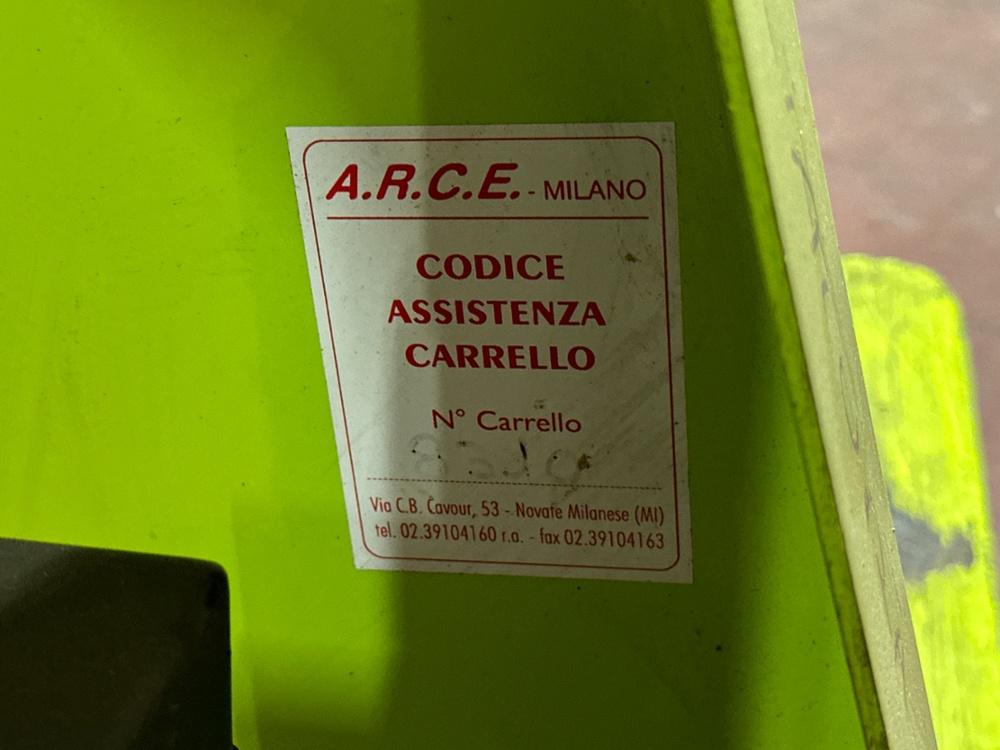 A.R.C.E. - MILANO
CODICE
ASSISTENZA
CARRELLO
N° Carrello
Via C.B. Cavour, 53 - Novate Milanese (MI)
tel. 02.39104160 r.a. - fax 02.39104163